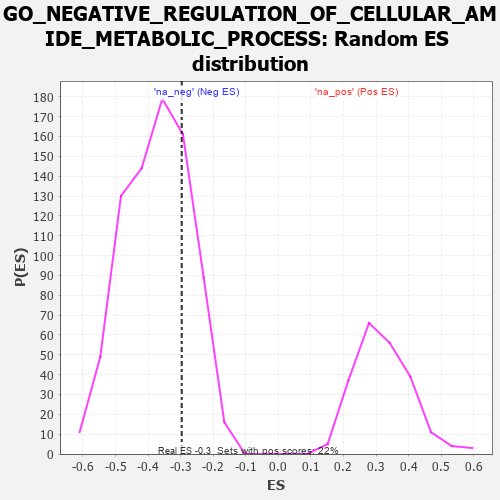 GO_NEGATIVE_REGULATION_OF_CELLULAR_AM
IDE_METABOLIC_PROCESS: Random ES
distribution
'na_neg' (Neg ES)
'na_pos' (Pos ES)
P(ES)
180
170
160
150
140
130
120
110
100
90
80
70
60
50
40
30
20
10
0
Real ES -0.3 Sets with pos scores: 22%
-0.6 -0.5 -0.4 -0.3 -0.2 -0.1 0.0 0.1 0.2 0.3 0.4 0.5 0.6
ES